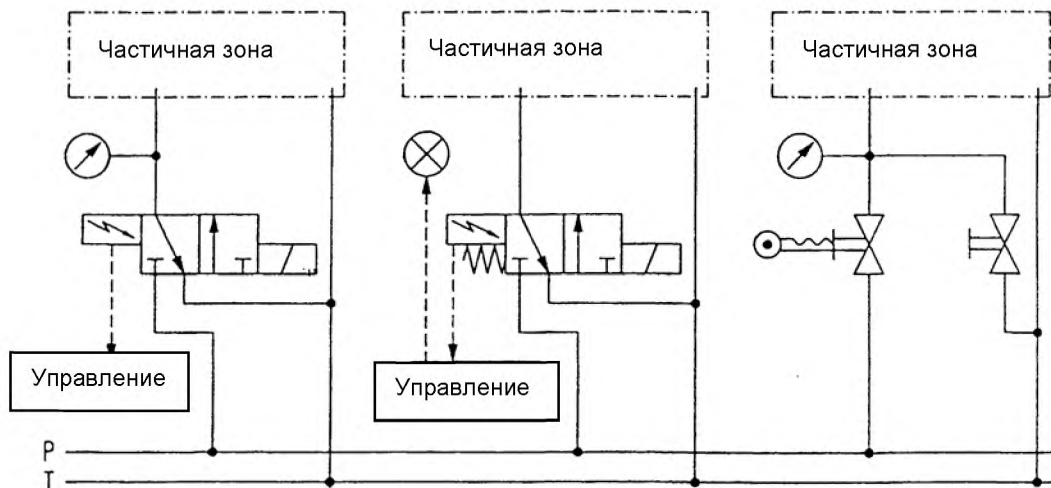 Частичная зона
Частичная зона
Частичная зона
Управление
Управление
P
T